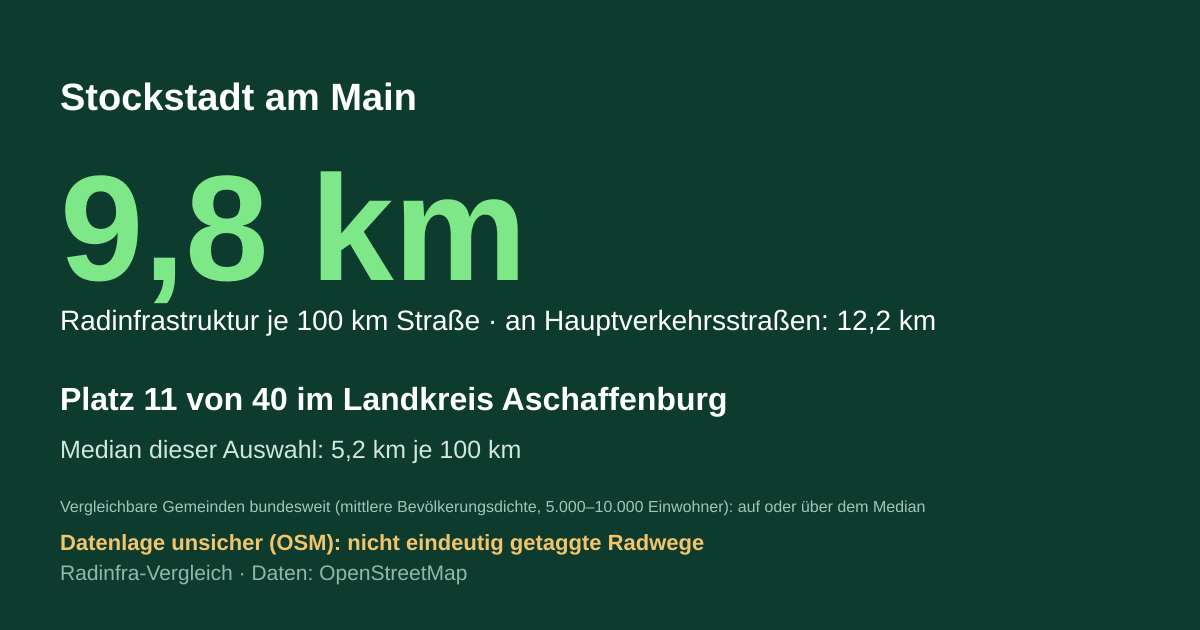 Stockstadt am Main
9,8 km
Radinfrastruktur je 100 km Straße · an Hauptverkehrsstraßen: 12,2 km
Platz 11 von 40 im Landkreis Aschaffenburg
Median dieser Auswahl: 5,2 km je 100 km
Vergleichbare Gemeinden bundesweit (mittlere Bevölkerungsdichte, 5.000–10.000 Einwohner): auf oder über dem Median
Datenlage unsicher (OSM): nicht eindeutig getaggte Radwege
Radinfra-Vergleich · Daten: OpenStreetMap